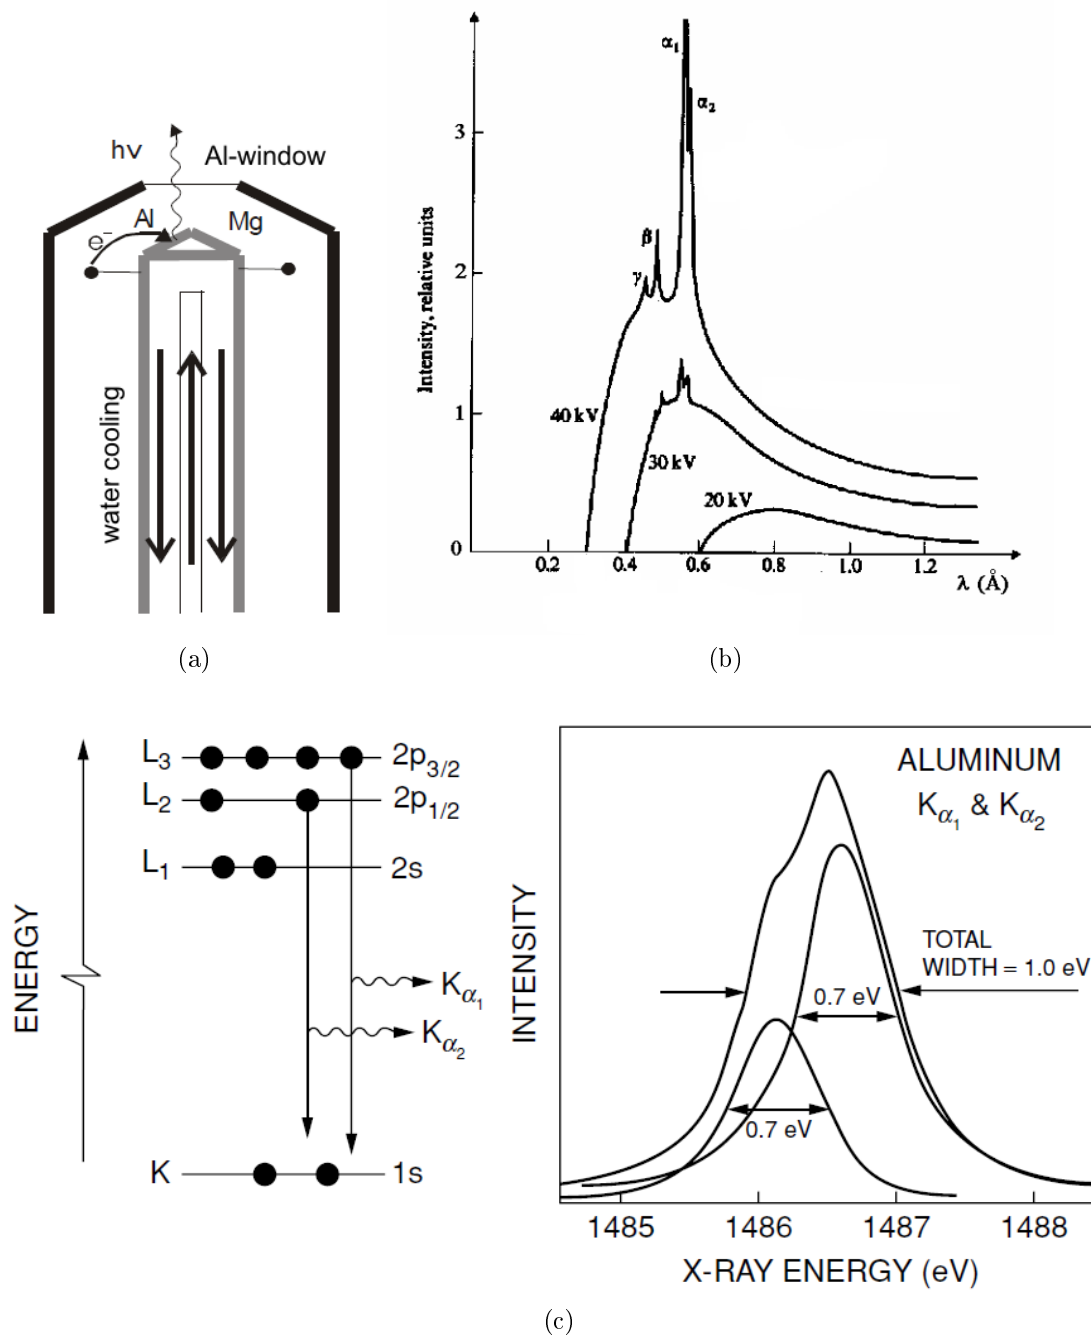 hν
Al-window
Al
Mg
e⁻
water cooling
(a)
Intensity, relative units
3
2
1
0
α₁
α₂
β
γ
40 kV
30 kV
20 kV
0.2
0.4
0.6
0.8
1.0
1.2
λ (Å)
(b)
ENERGY
L₃
2p₃/₂
L₂
2p₁/₂
L₁
2s
Kα₁
Kα₂
K
1s
INTENSITY
ALUMINUM
Kα₁ & Kα₂
TOTAL
WIDTH = 1.0 eV
0.7 eV
0.7 eV
1485
1486
1487
1488
X-RAY ENERGY (eV)
(c)